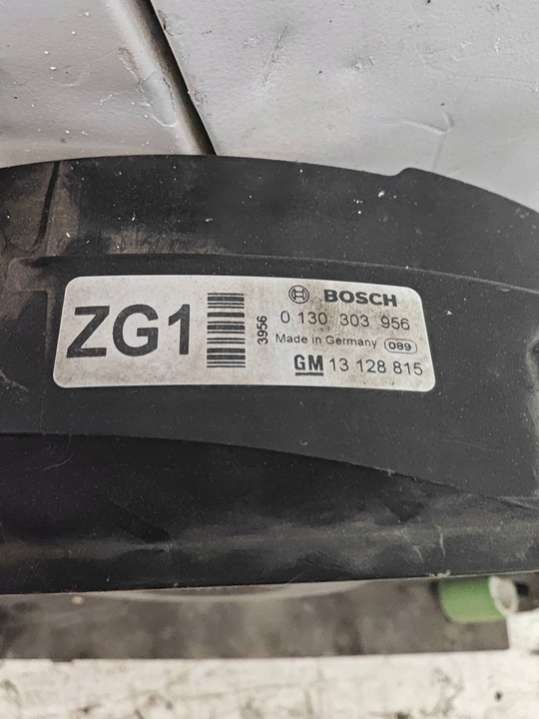 ZG1
3956
BOSCH
0 130 303 956
Made in Germany 089
GM 13 128 815